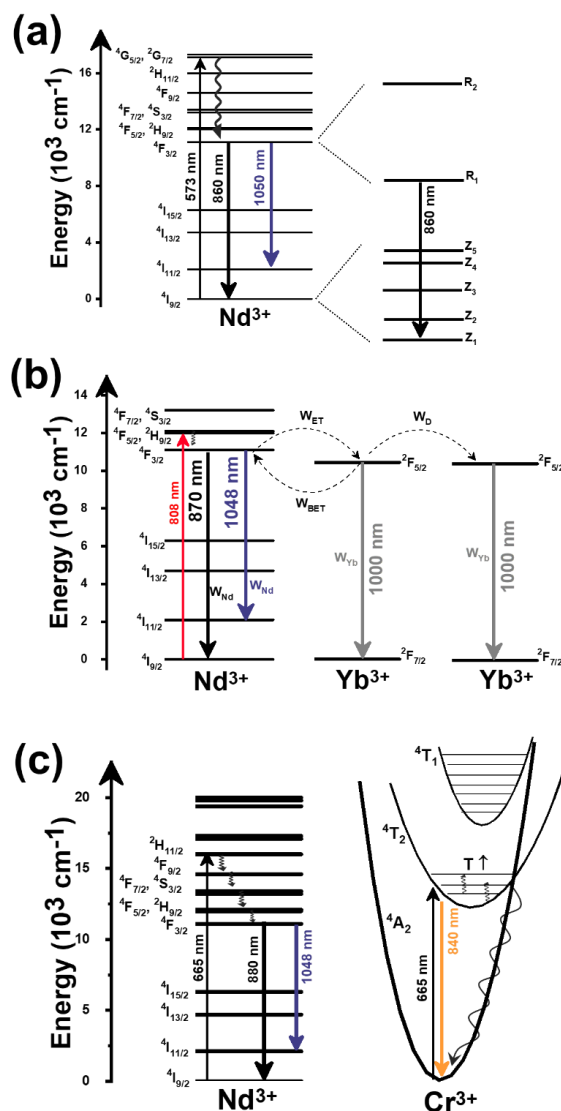 (a)
Energy (10³ cm⁻¹)
16
12
8
4
0
⁴G₅/₂, ²G₇/₂
²H₁₁/₂
⁴F₉/₂
⁴F₇/₂, ⁴S₃/₂
⁴F₅/₂, ²H₉/₂
⁴F₃/₂
⁴I₁₅/₂
⁴I₁₃/₂
⁴I₁₁/₂
⁴I₉/₂
573 nm
860 nm
1050 nm
Nd³⁺
R₂
R₁
860 nm
Z₅
Z₄
Z₃
Z₂
Z₁
(b)
Energy (10³ cm⁻¹)
14
12
10
8
6
4
2
0
⁴F₇/₂, ⁴S₃/₂
⁴F₅/₂, ²H₉/₂
⁴F₃/₂
⁴I₁₅/₂
⁴I₁₃/₂
⁴I₁₁/₂
⁴I₉/₂
808 nm
870 nm
1048 nm
W_Nd
W_Nd
Nd³⁺
W_ET
W_BET
W_D
²F₅/₂
W_Yb
1000 nm
²F₇/₂
Yb³⁺
²F₅/₂
W_Yb
1000 nm
²F₇/₂
Yb³⁺
(c)
Energy (10³ cm⁻¹)
20
15
10
5
0
²H₁₁/₂
⁴F₉/₂
⁴F₇/₂, ⁴S₃/₂
⁴F₅/₂, ²H₉/₂
⁴F₃/₂
⁴I₁₅/₂
⁴I₁₃/₂
⁴I₁₁/₂
⁴I₉/₂
665 nm
880 nm
1048 nm
Nd³⁺
⁴T₁
⁴T₂
T ↑
⁴A₂
665 nm
840 nm
Cr³⁺